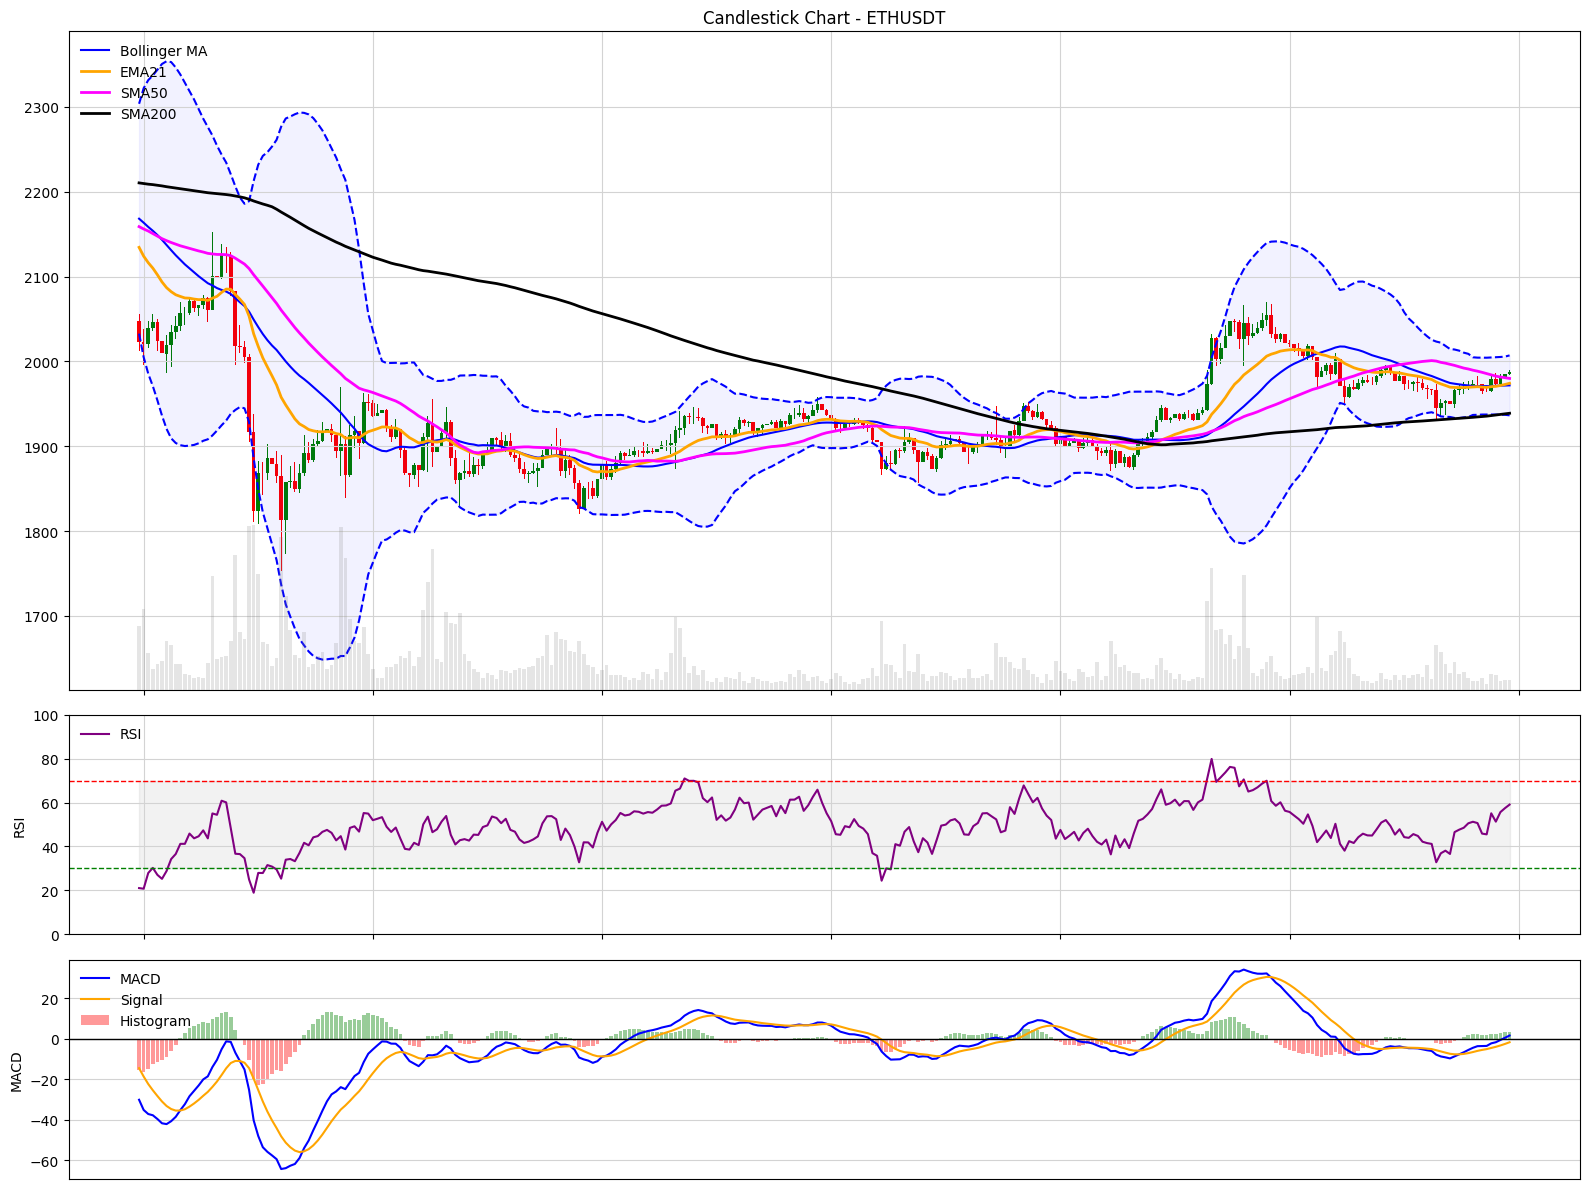 Candlestick Chart - ETHUSDT
Bollinger MA
EMA21
SMA50
SMA200
2300
2200
2100
2000
1900
1800
1700
RSI
100
80
60
40
20
0
RSI
MACD
Signal
Histogram
20
0
−20
−40
−60
MACD